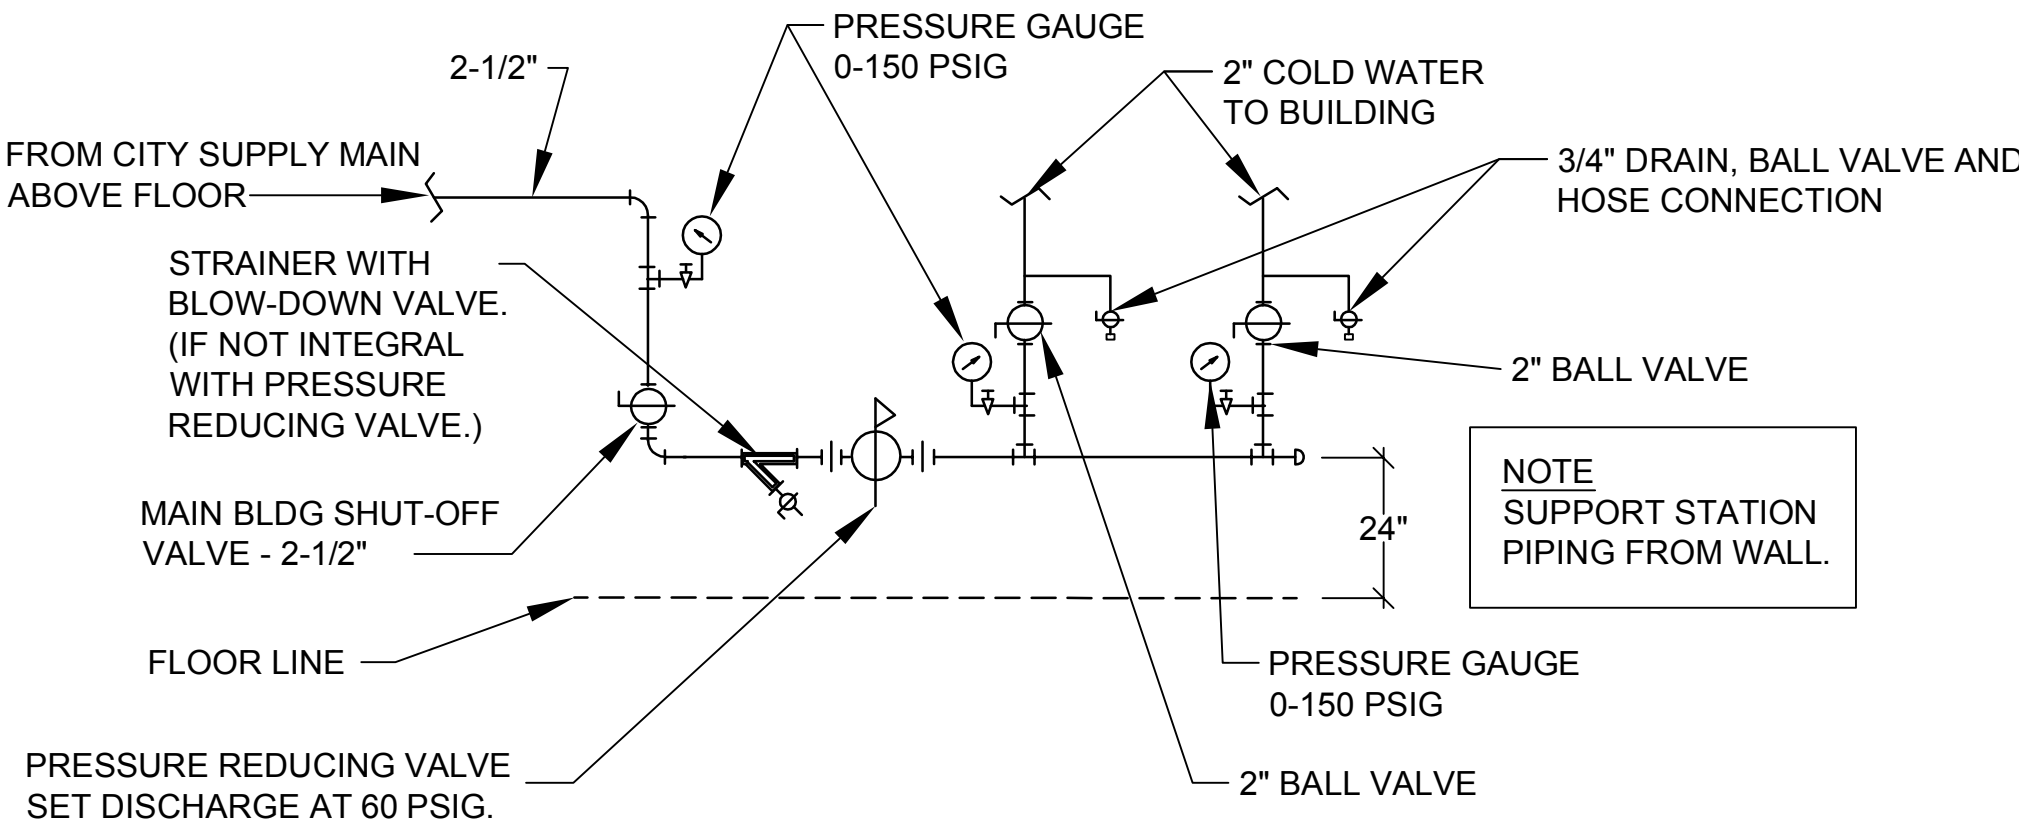 PRESSURE GAUGE
0-150 PSIG
2-1/2"
2" COLD WATER
TO BUILDING
FROM CITY SUPPLY MAIN
ABOVE FLOOR
3/4" DRAIN, BALL VALVE AND
HOSE CONNECTION
STRAINER WITH
BLOW-DOWN VALVE.
(IF NOT INTEGRAL
WITH PRESSURE
REDUCING VALVE.)
2" BALL VALVE
NOTE
SUPPORT STATION
PIPING FROM WALL.
MAIN BLDG SHUT-OFF
VALVE - 2-1/2"
24"
FLOOR LINE
PRESSURE GAUGE
0-150 PSIG
PRESSURE REDUCING VALVE
SET DISCHARGE AT 60 PSIG.
2" BALL VALVE